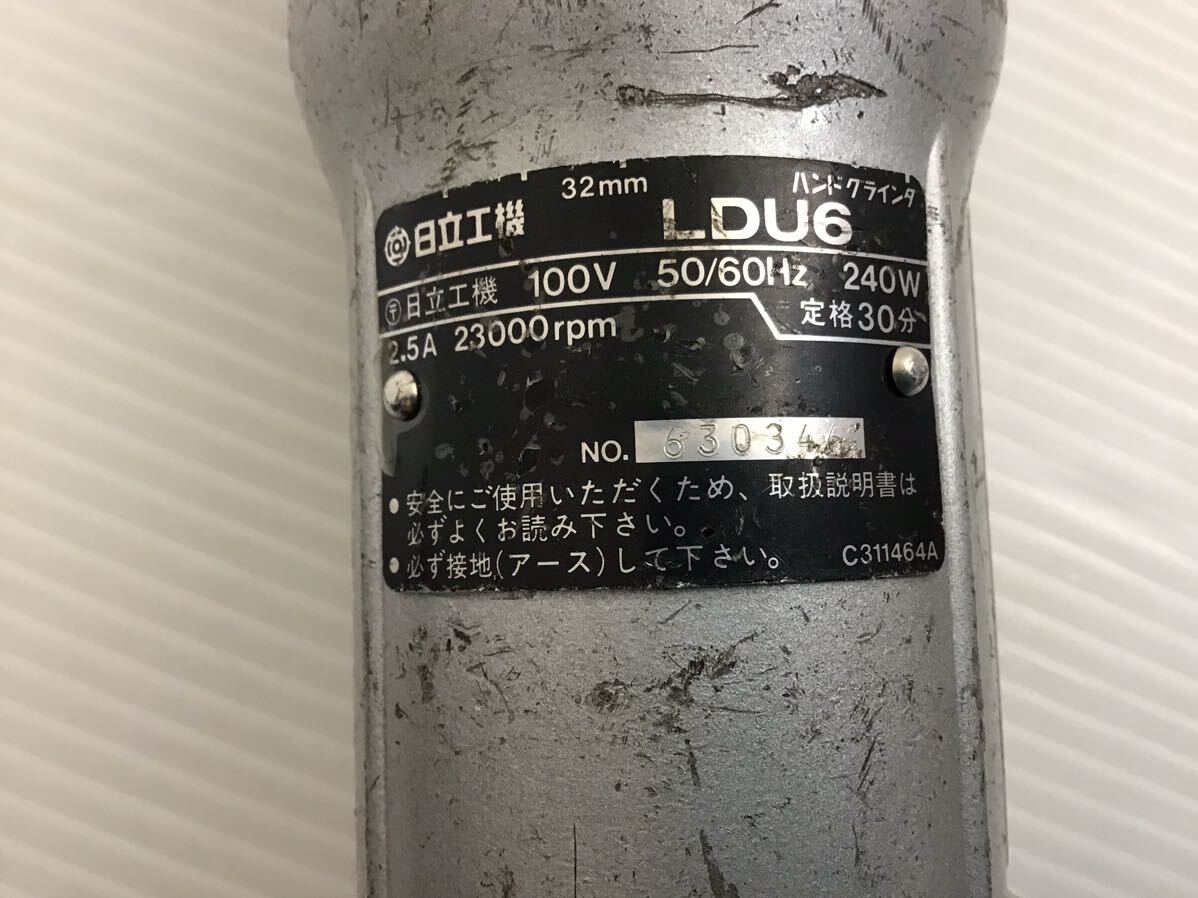 32mm ハンドグラインダ
日立工機 LDU6
〒 日立工機 100V 50/60Hz 240W
2.5A 23000rpm 定格30分
NO. 630346
●安全にご使用いただくため、取扱説明書は
必ずよくお読み下さい。
●必ず接地(アース)して下さい。 C311464A